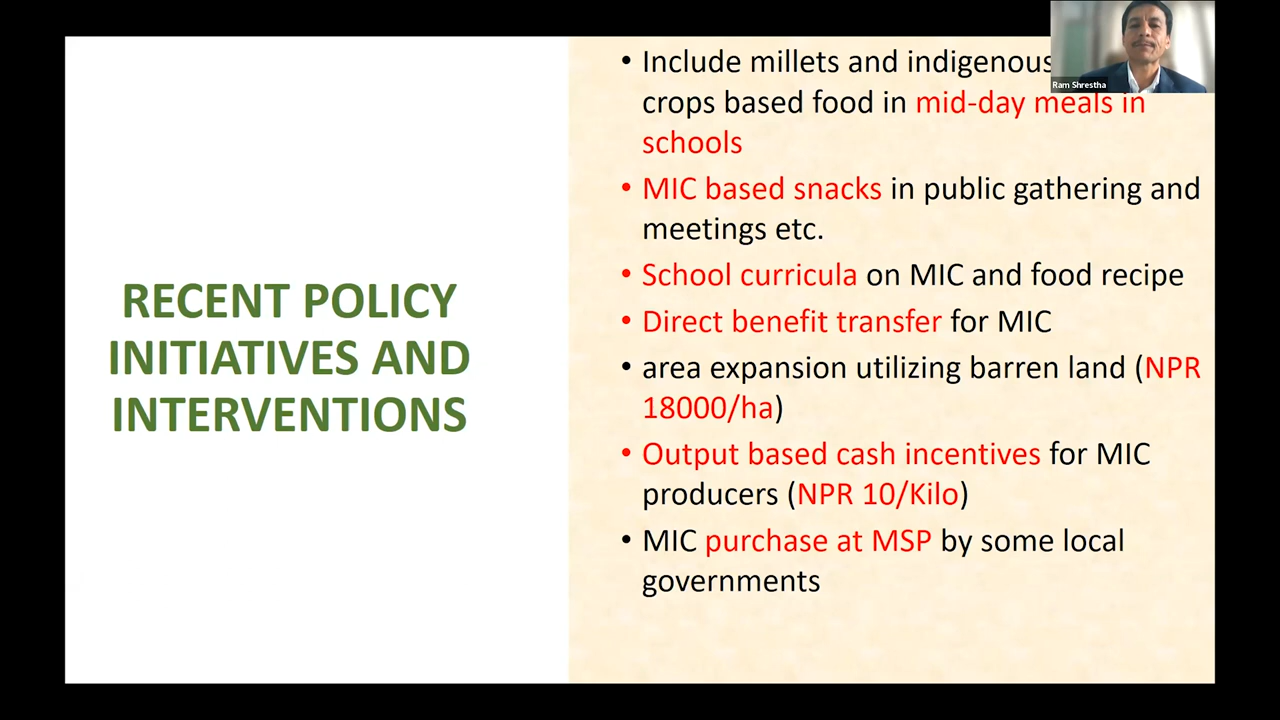 RECENT POLICY
INITIATIVES AND
INTERVENTIONS
• Include millets and indigenous
crops based food in mid-day meals in
schools
• MIC based snacks in public gathering and
meetings etc.
• School curricula on MIC and food recipe
• Direct benefit transfer for MIC
• area expansion utilizing barren land (NPR
18000/ha)
• Output based cash incentives for MIC
producers (NPR 10/Kilo)
• MIC purchase at MSP by some local
governments
Ram Shrestha